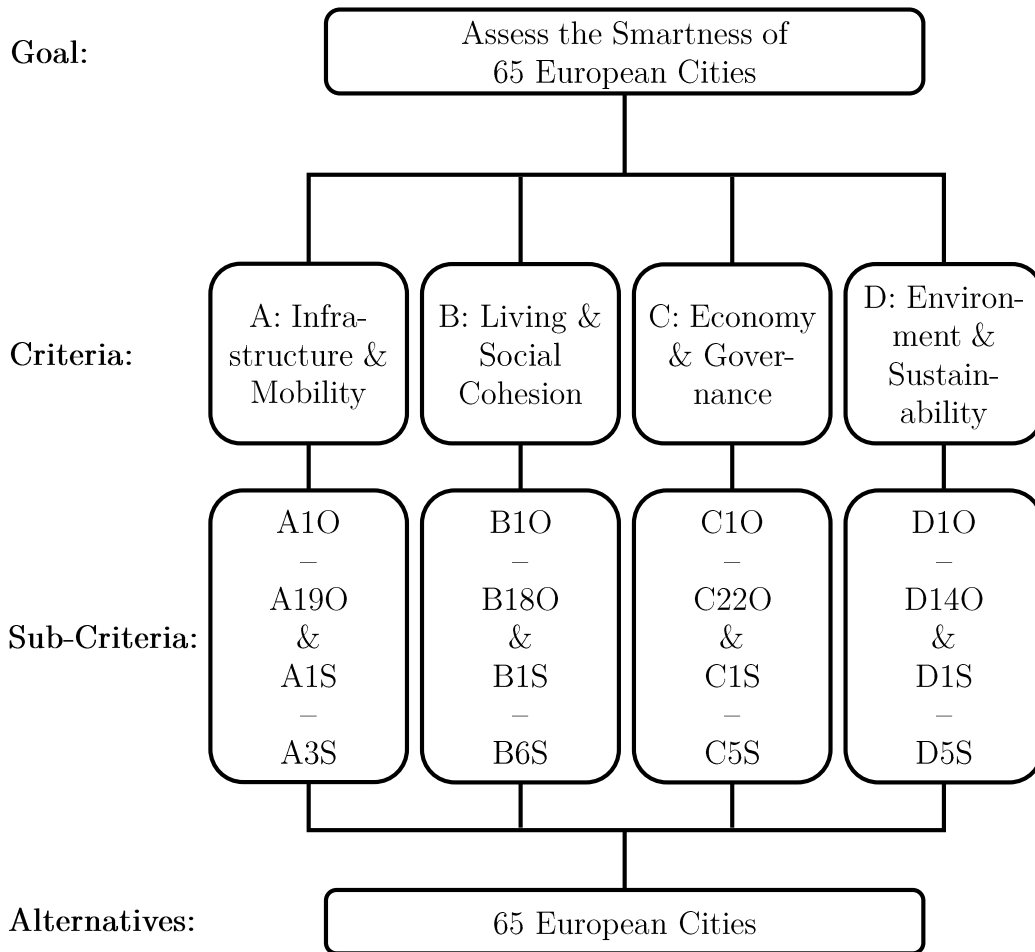 Goal:
Assess the Smartness of
65 European Cities
Criteria:
A: Infra-
structure &
Mobility
B: Living &
Social
Cohesion
C: Economy
& Gover-
nance
D: Environ-
ment &
Sustain-
ability
Sub-Criteria:
A1O
–
A19O
&
A1S
–
A3S
B1O
–
B18O
&
B1S
–
B6S
C1O
–
C22O
&
C1S
–
C5S
D1O
–
D14O
&
D1S
–
D5S
Alternatives:
65 European Cities